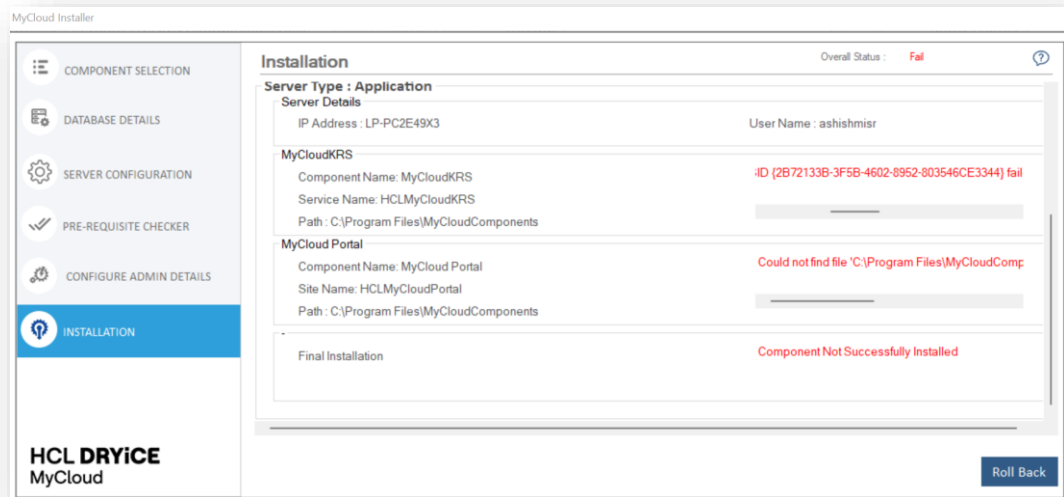 MyCloud Installer
COMPONENT SELECTION
DATABASE DETAILS
SERVER CONFIGURATION
PRE-REQUISITE CHECKER
CONFIGURE ADMIN DETAILS
INSTALLATION
HCL DRYiCE
MyCloud
Installation
Overall Status : Fail
?
Server Type : Application
Server Details
IP Address : LP-PC2E49X3
User Name : ashishmisr
MyCloudKRS
Component Name: MyCloudKRS
:ID {2B72133B-3F5B-4602-8952-803546CE3344} fail
Service Name: HCLMyCloudKRS
Path : C:\Program Files\MyCloudComponents
MyCloud Portal
Component Name: MyCloud Portal
Could not find file 'C:\Program Files\MyCloudComp
Site Name: HCLMyCloudPortal
Path : C:\Program Files\MyCloudComponents
-
Final Installation
Component Not Successfully Installed
Roll Back